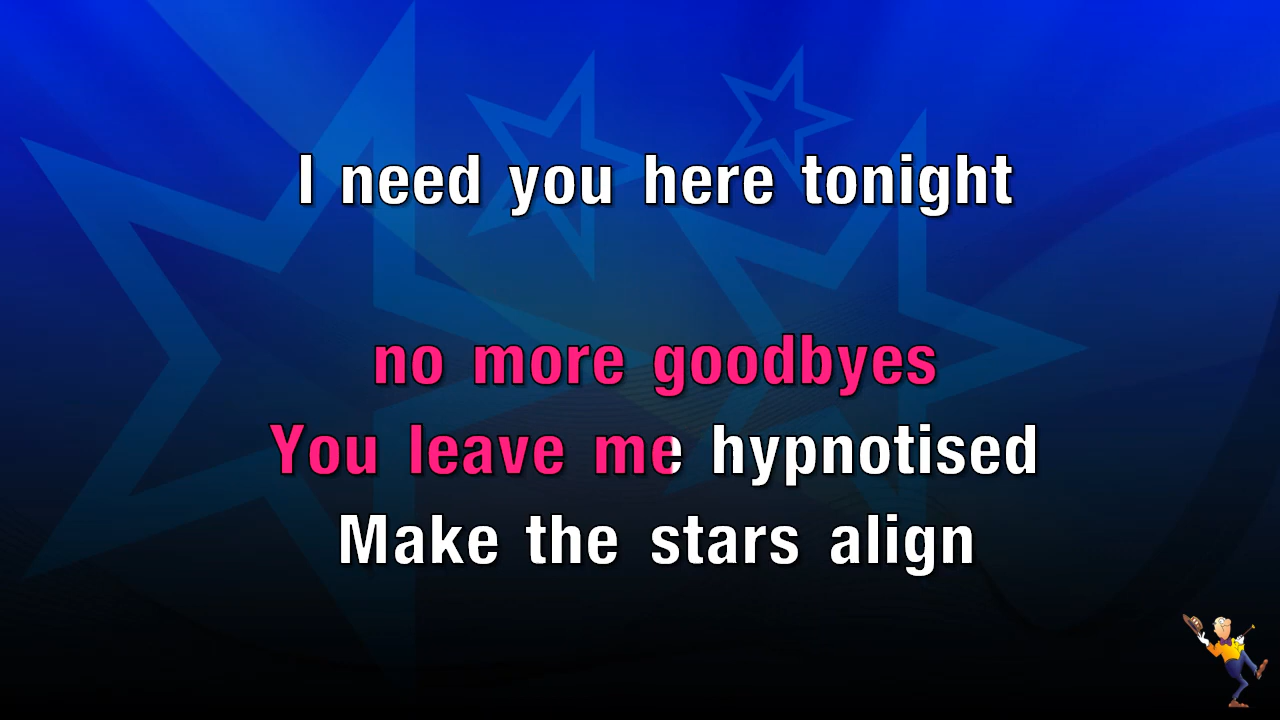 I need you here tonight
no more goodbyes
You leave me hypnotised
Make the stars align